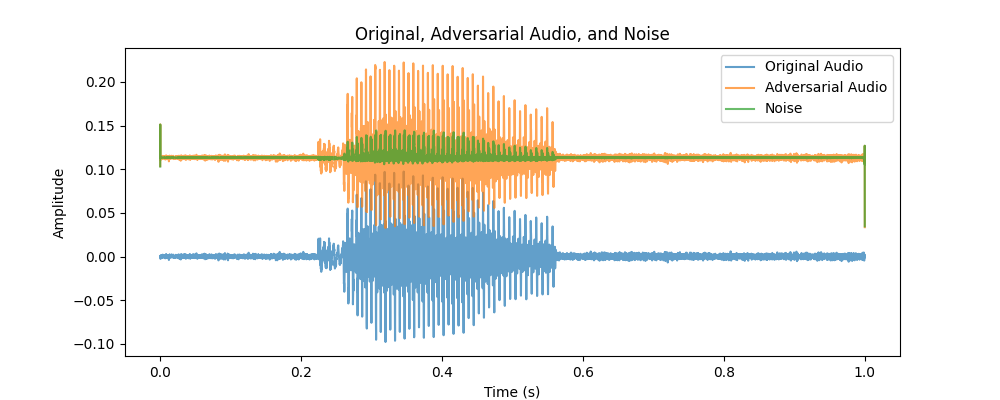 Original, Adversarial Audio, and Noise
Original Audio
Adversarial Audio
Noise
Amplitude
0.20
0.15
0.10
0.05
0.00
−0.05
−0.10
0.0 0.2 0.4 0.6 0.8 1.0
Time (s)